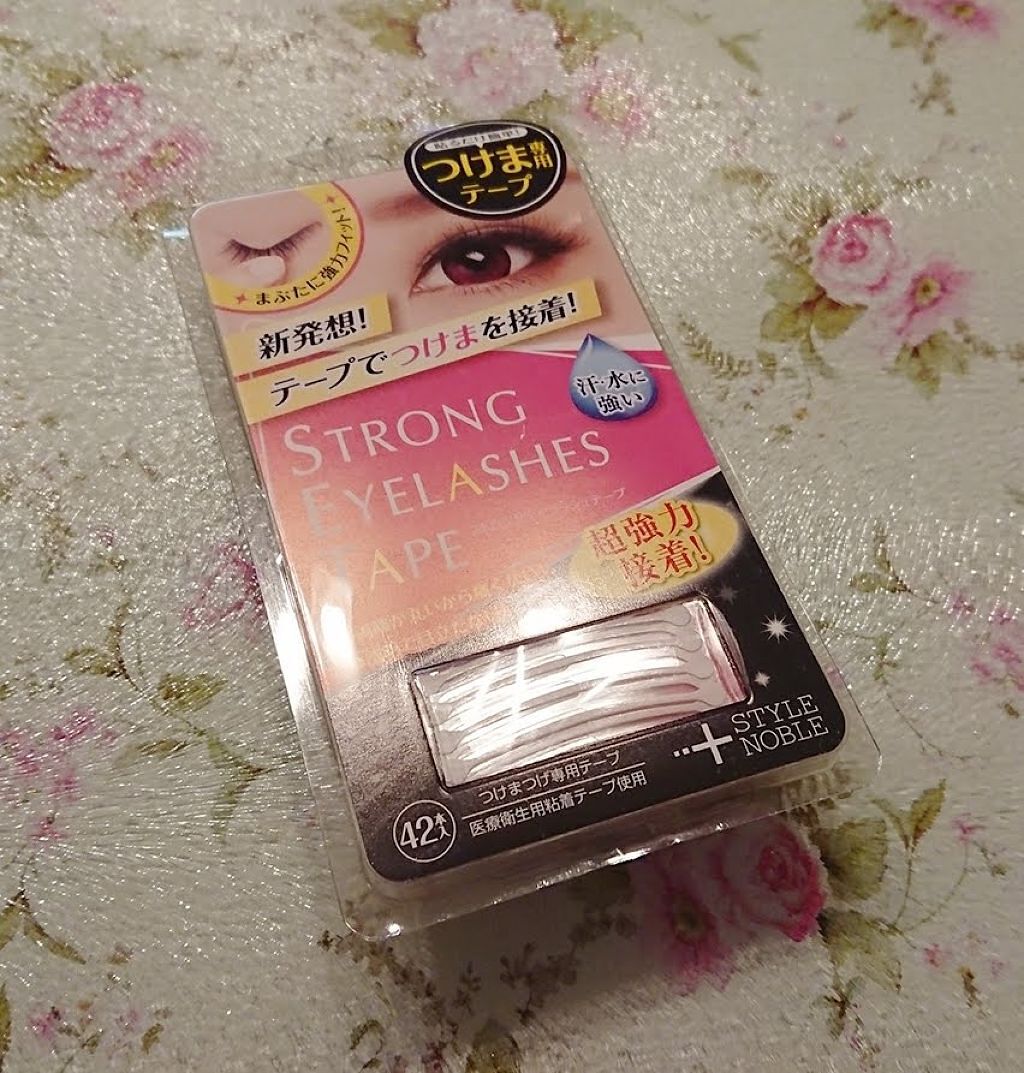 貼るだけ簡単!
つけま専用
テープ
まぶたに強力フィット!
新発想!
テープでつけまを接着!
汗・水に
強い
STRONG
EYELASHES
TAPE
超強力
接着!
STYLE
NOBLE
つけまつげ専用テープ
医療衛生用粘着テープ使用
42本入